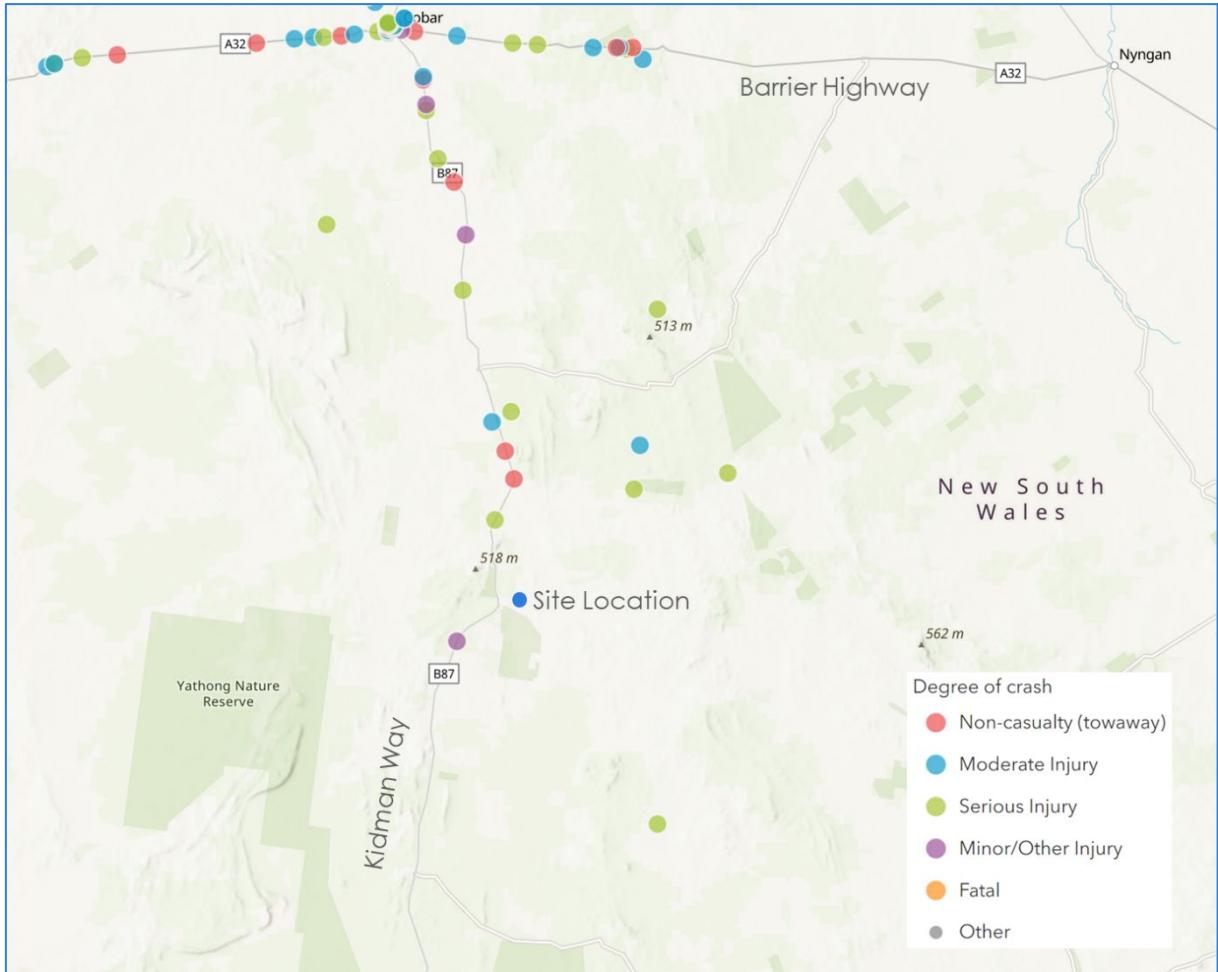 Cobar
A32
Nyngan
A32
Barrier Highway
B87
513 m
New South
Wales
518 m
Site Location
562 m
B87
Yathong Nature
Reserve
Kidman Way
Degree of crash
Non-casualty (towaway)
Moderate Injury
Serious Injury
Minor/Other Injury
Fatal
Other